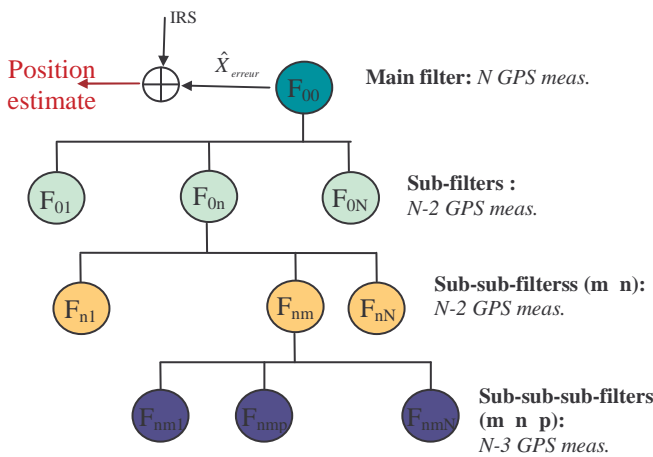 IRS
X̂ erreur
Position
estimate
F00
Main filter: N GPS meas.
F01
F0n
F0N
Sub-filters :
N-2 GPS meas.
Fn1
Fnm
FnN
Sub-sub-filterss (m n):
N-2 GPS meas.
Fnm1
Fnmp
FnmN
Sub-sub-sub-filters
(m n p):
N-3 GPS meas.